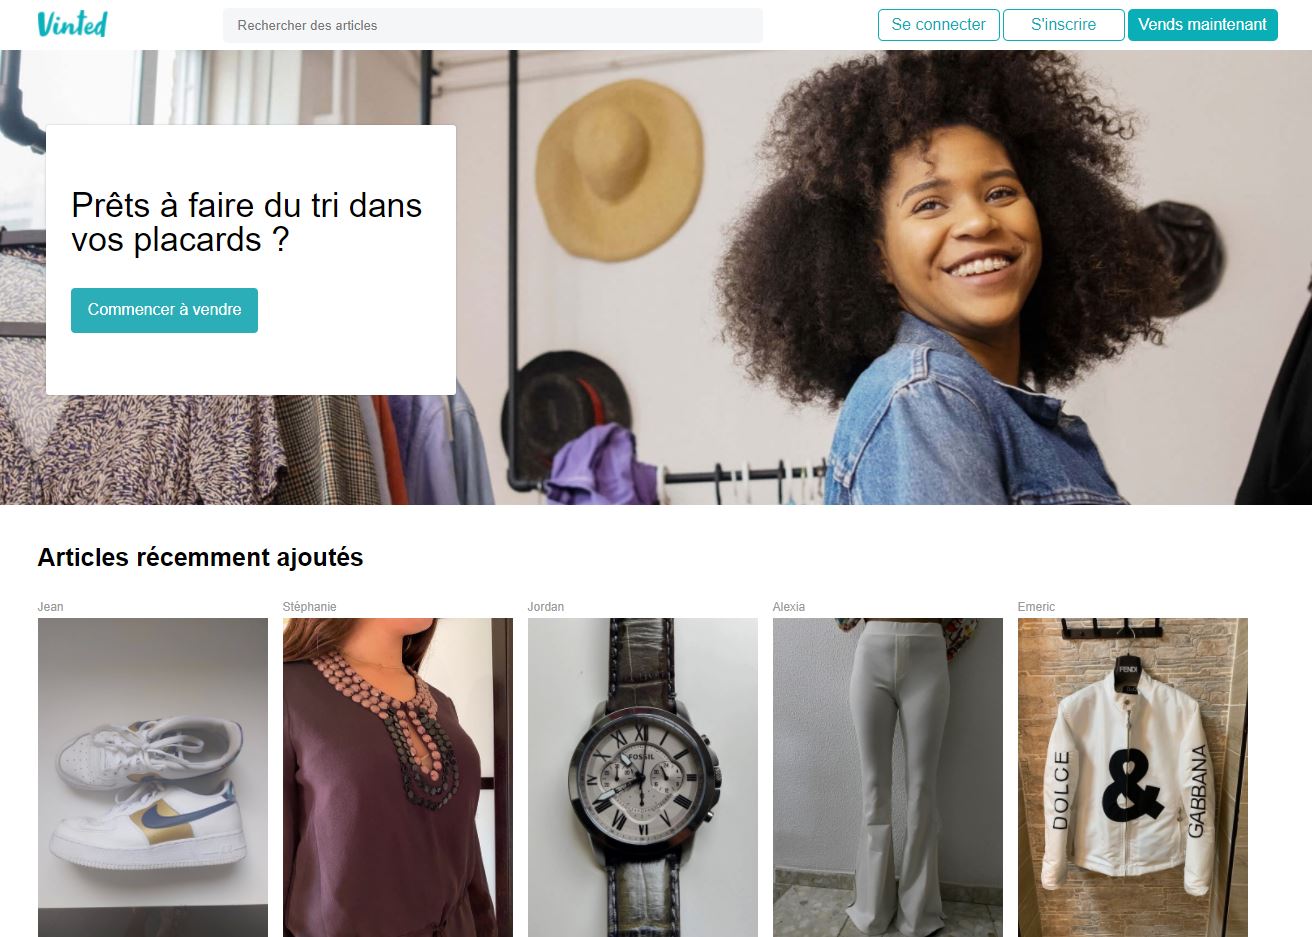 Vinted
Rechercher des articles
Se connecter
S'inscrire
Vends maintenant
Prêts à faire du tri dans
vos placards ?
Commencer à vendre
Articles récemment ajoutés
Jean
Stéphanie
Jordan
Alexia
Emeric
FOSSIL
FENDI
DOLCE
&
GABBANA